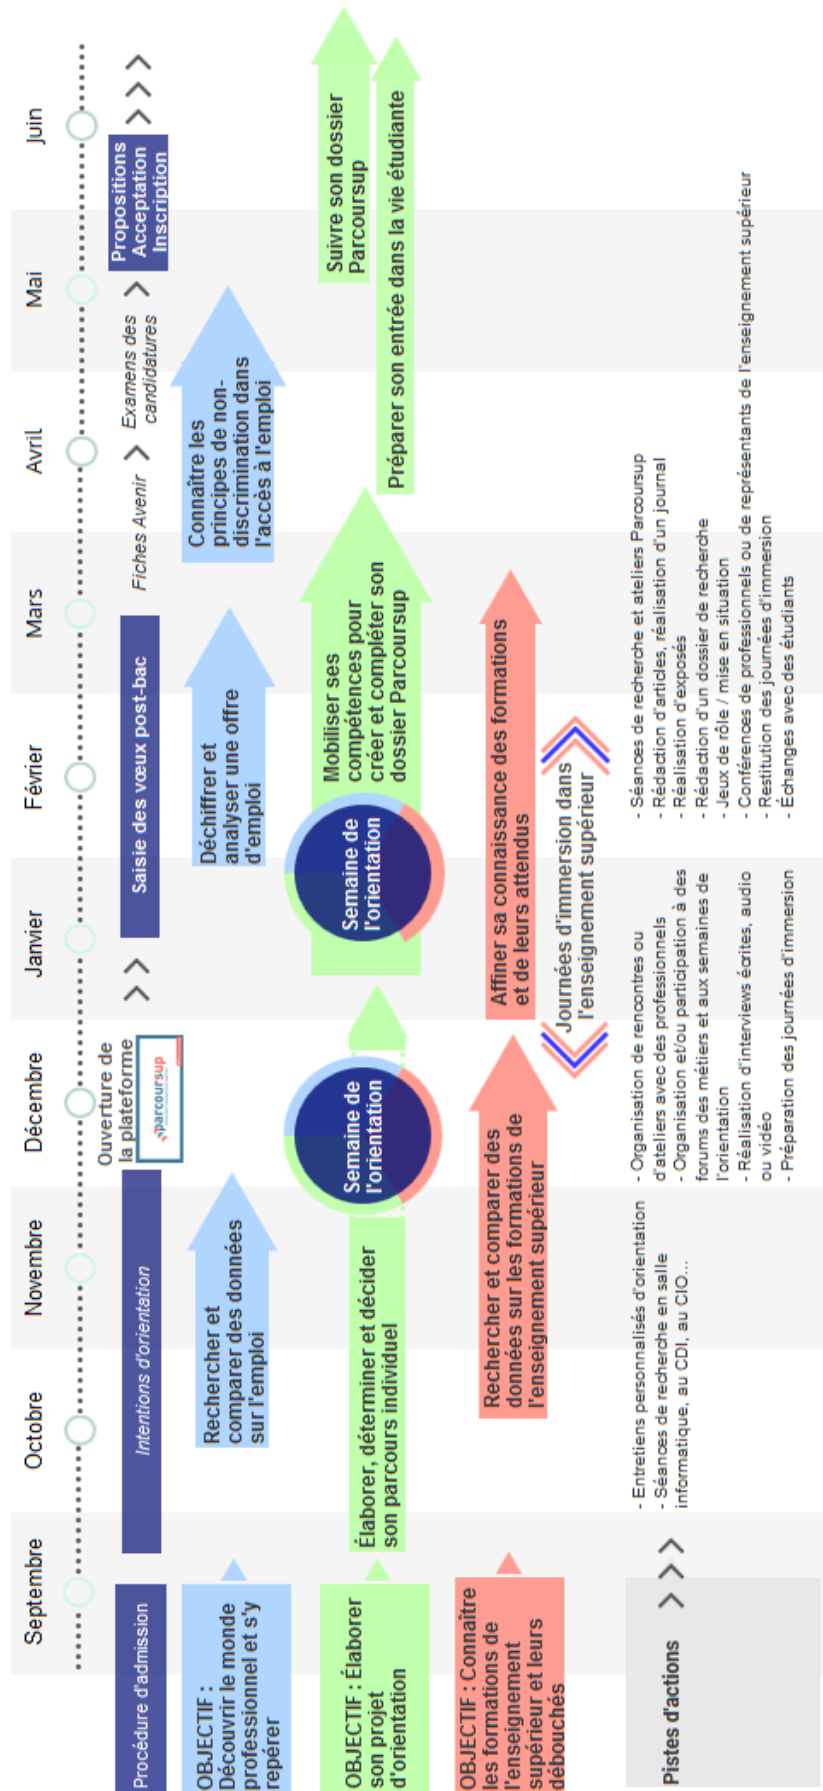 Septembre
Octobre
Novembre
Décembre
Janvier
Février
Mars
Avril
Mai
Juin
Procédure d'admission
Intentions d'orientation
Ouverture de
la plateforme
parcoursup
Saisie des vœux post-bac
Fiches Avenir
Examens des
candidatures
Propositions
Acceptation
Inscription
OBJECTIF :
Découvrir le monde
professionnel et s'y
repérer
Rechercher et
comparer des données
sur l'emploi
Déchiffrer et
analyser une offre
d'emploi
Connaître les
principes de non-
discrimination dans
l'accès à l'emploi
OBJECTIF : Élaborer
son projet
d'orientation
Élaborer, déterminer et décider
son parcours individuel
Semaine de
l'orientation
Semaine de
l'orientation
Mobiliser ses
compétences pour
créer et compléter son
dossier Parcoursup
Suivre son dossier
Parcoursup
Préparer son entrée dans la vie étudiante
OBJECTIF : Connaître
les formations de
l'enseignement
supérieur et leurs
débouchés
Rechercher et comparer des
données sur les formations de
l'enseignement supérieur
Affiner sa connaissance des formations
et de leurs attendus
Journées d'immersion dans
l'enseignement supérieur
Pistes d'actions
- Entretiens personnalisés d'orientation
- Séances de recherche en salle
informatique, au CDI, au CIO...
- Organisation de rencontres ou
d'ateliers avec des professionnels
- Organisation et/ou participation à des
forums des métiers et aux semaines de
l'orientation
- Réalisation d'interviews écrites, audio
ou vidéo
- Préparation des journées d'immersion
- Séances de recherche et ateliers Parcoursup
- Rédaction d'articles, réalisation d'un journal
- Réalisation d'exposés
- Rédaction d'un dossier de recherche
- Jeux de rôle / mise en situation
- Conférences de professionnels ou de représentants de l'enseignement supérieur
- Restitution des journées d'immersion
- Échanges avec des étudiants